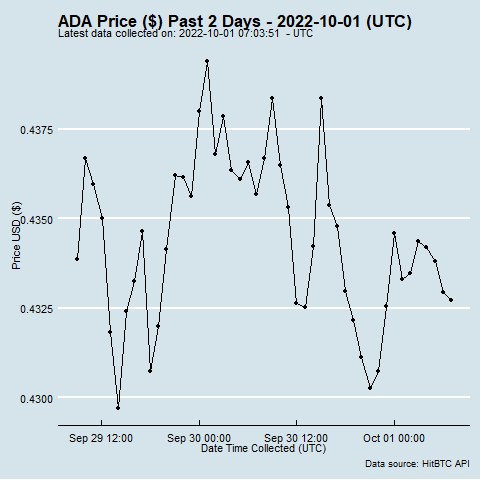 ADA Price ($) Past 2 Days - 2022-10-01 (UTC)
Latest data collected on: 2022-10-01 07:03:51 - UTC
Price USD ($)
0.4375
0.4350
0.4325
0.4300
Sep 29 12:00 Sep 30 00:00 Sep 30 12:00 Oct 01 00:00
Date Time Collected (UTC)
Data source: HitBTC API